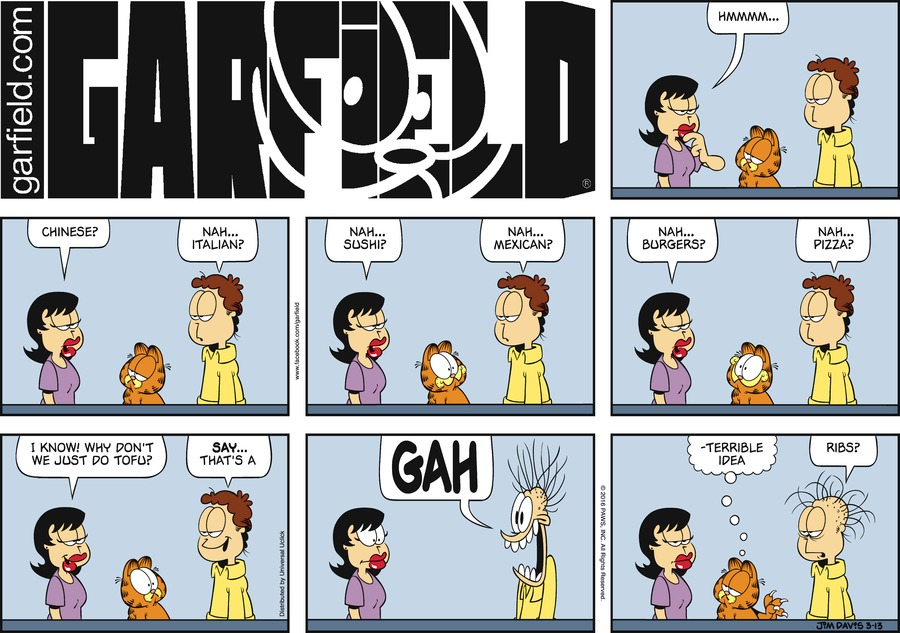 garfield.com
GARFIELD
®
HMMMM...
CHINESE?
NAH...
ITALIAN?
www.facebook.com/garfield
NAH...
SUSHI?
NAH...
MEXICAN?
NAH...
BURGERS?
NAH...
PIZZA?
I KNOW! WHY DON'T
WE JUST DO TOFU?
SAY...
THAT'S A
Distributed by Universal Uclick
GAH
© 2016 PAWS, INC. All Rights Reserved.
-TERRIBLE
IDEA
RIBS?
JIM DAVIS 3-13